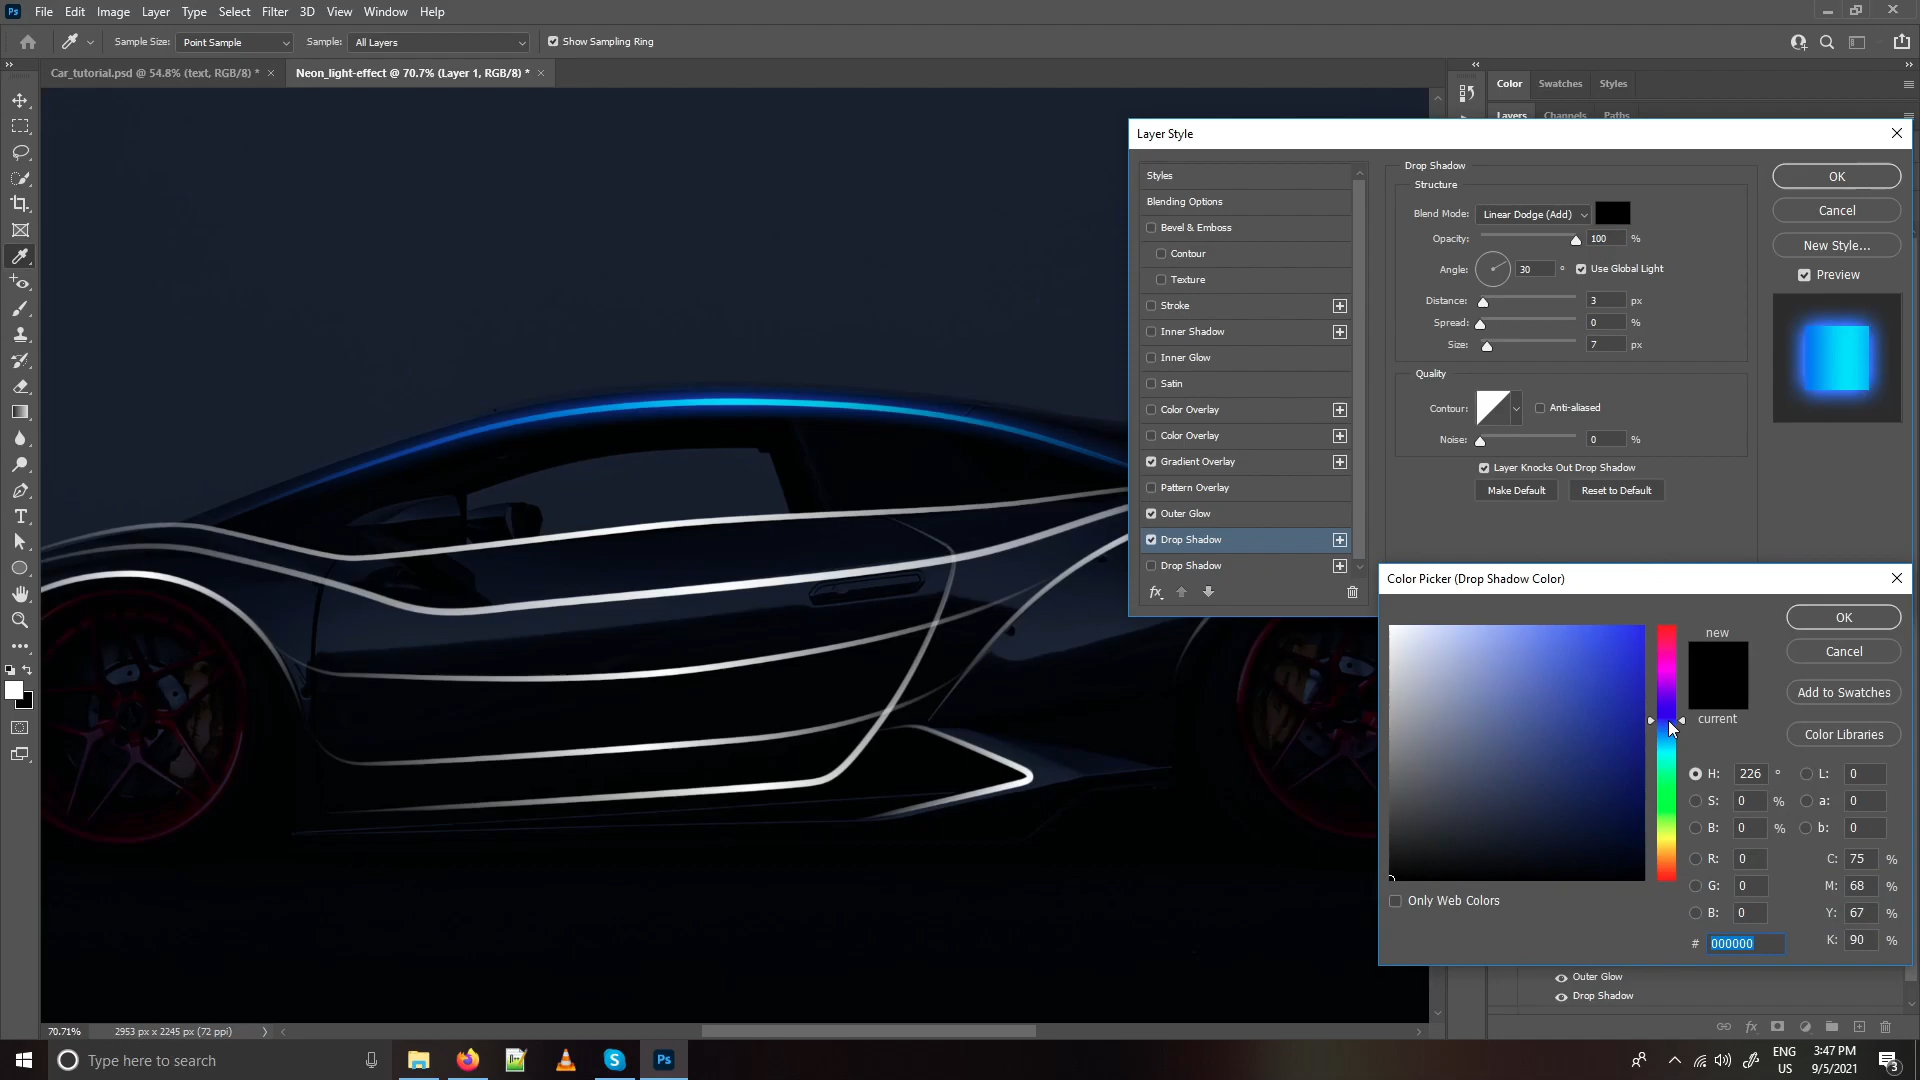 Ps File Edit Image Layer Type Select Filter 3D View Window Help
Sample Size: Point Sample Sample: All Layers Show Sampling Ring
Car_tutorial.psd @ 54.8% (text, RGB/8) * Neon_light-effect @ 70.7% (Layer 1, RGB/8) *
Color Swatches Styles
Layers Channels Paths
Layer Style
Styles
Blending Options
Bevel & Emboss
Contour
Texture
Stroke
Inner Shadow
Inner Glow
Satin
Color Overlay
Color Overlay
Gradient Overlay
Pattern Overlay
Outer Glow
Drop Shadow
Drop Shadow
fx
Drop Shadow
Structure
Blend Mode: Linear Dodge (Add)
Opacity: 100 %
Angle: 30 ° Use Global Light
Distance: 3 px
Spread: 0 %
Size: 7 px
Quality
Contour: Anti-aliased
Noise: 0 %
Layer Knocks Out Drop Shadow
Make Default Reset to Default
OK
Cancel
New Style...
Preview
Color Picker (Drop Shadow Color)
new
current
OK
Cancel
Add to Swatches
Color Libraries
H: 226 ° L: 0
S: 0 % a: 0
B: 0 % b: 0
R: 0 C: 75 %
G: 0 M: 68 %
B: 0 Y: 67 %
# 000000 K: 90 %
Only Web Colors
Outer Glow
Drop Shadow
fx
70.71% 2953 px x 2245 px (72 ppi)
Type here to search
S Ps
ENG
US
3:47 PM
9/5/2021
3